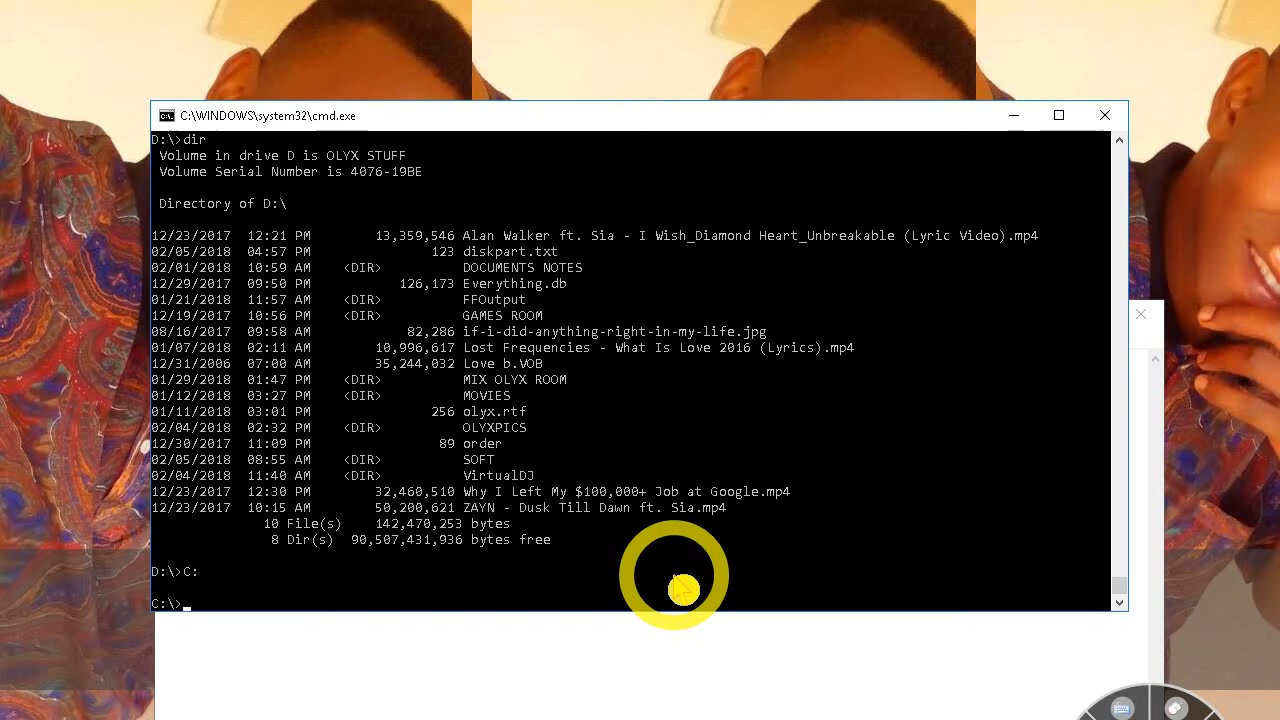 C:\WINDOWS\system32\cmd.exe
D:\>dir
Volume in drive D is OLYX STUFF
Volume Serial Number is 4076-19BE
Directory of D:\
12/23/2017 12:21 PM 13,359,546 Alan Walker ft. Sia - I Wish_Diamond Heart_Unbreakable (Lyric Video).mp4
02/05/2018 04:57 PM 123 diskpart.txt
02/01/2018 10:59 AM <DIR> DOCUMENTS NOTES
12/29/2017 09:50 PM 126,173 Everything.db
01/21/2018 11:57 AM <DIR> FFOutput
12/19/2017 10:56 PM <DIR> GAMES ROOM
08/16/2017 09:58 AM 82,286 if-i-did-anything-right-in-my-life.jpg
01/07/2018 02:11 AM 10,996,617 Lost Frequencies - What Is Love 2016 (Lyrics).mp4
12/31/2006 07:00 AM 35,244,032 Love b.VOB
01/29/2018 01:47 PM <DIR> MIX OLYX ROOM
01/12/2018 03:27 PM <DIR> MOVIES
01/11/2018 03:01 PM 256 olyx.rtf
02/04/2018 02:32 PM <DIR> OLYXPICS
12/30/2017 11:09 PM 89 order
02/05/2018 08:55 AM <DIR> SOFT
02/04/2018 11:40 AM <DIR> VirtualDJ
12/23/2017 12:30 PM 32,460,510 Why I Left My $100,000+ Job at Google.mp4
12/23/2017 10:15 AM 50,200,621 ZAYN - Dusk Till Dawn ft. Sia.mp4
10 File(s) 142,470,253 bytes
8 Dir(s) 90,507,431,936 bytes free
D:\>C:
C:\>